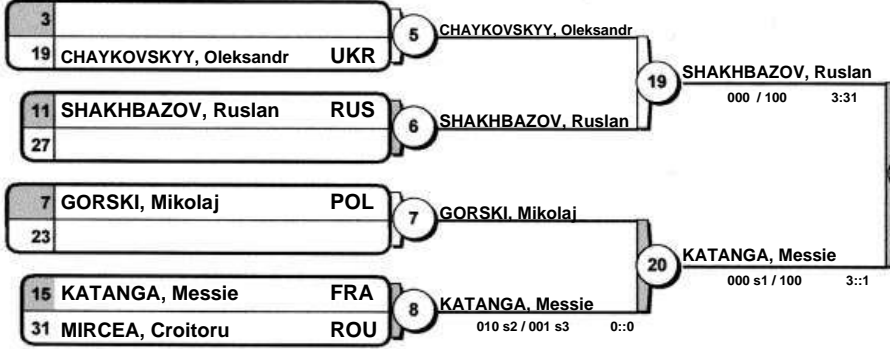 3
19 CHAYKOVSKYY, Oleksandr UKR
5
CHAYKOVSKYY, Oleksandr
11 SHAKHBAZOV, Ruslan RUS
27
6
SHAKHBAZOV, Ruslan
19
SHAKHBAZOV, Ruslan
000 / 100 3:31
7 GORSKI, Mikolaj POL
23
7
GORSKI, Mikolaj
15 KATANGA, Messie FRA
31 MIRCEA, Croitoru ROU
8
KATANGA, Messie
010 s2 / 001 s3 0::0
20
KATANGA, Messie
000 s1 / 100 3::1